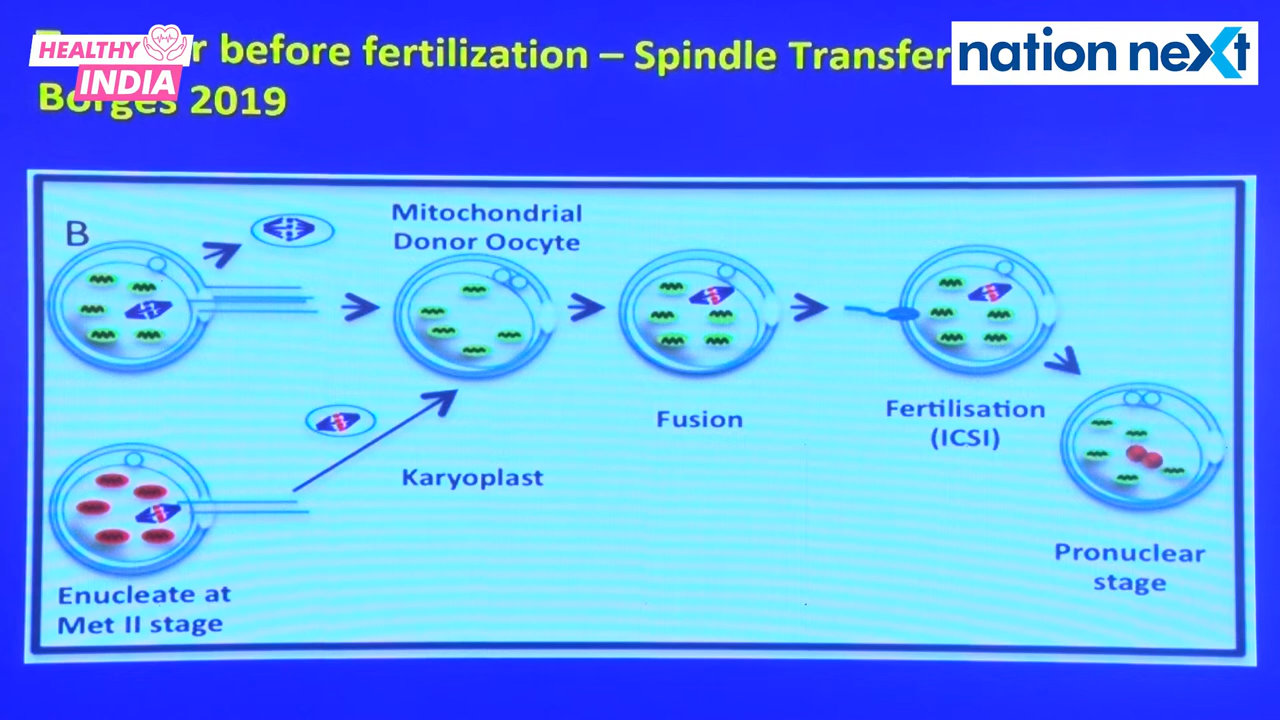 r before fertilization – Spindle Transfer
Borges 2019
HEALTHY
INDIA
nation next
B
Mitochondrial
Donor Oocyte
Karyoplast
Fusion
Fertilisation
(ICSI)
Pronuclear
stage
Enucleate at
Met II stage